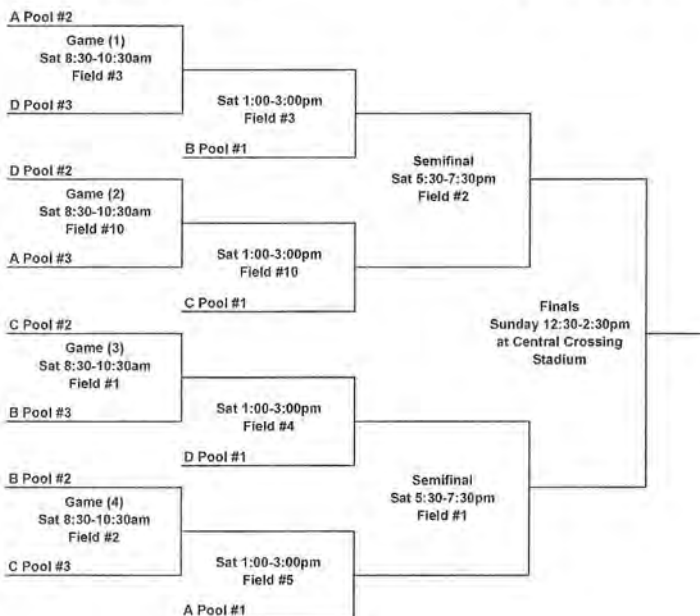 A Pool #2
Game (1)
Sat 8:30-10:30am
Field #3
D Pool #3
Sat 1:00-3:00pm
Field #3
B Pool #1
D Pool #2
Game (2)
Sat 8:30-10:30am
Field #10
A Pool #3
Sat 1:00-3:00pm
Field #10
C Pool #1
Semifinal
Sat 5:30-7:30pm
Field #2
C Pool #2
Game (3)
Sat 8:30-10:30am
Field #1
B Pool #3
Sat 1:00-3:00pm
Field #4
D Pool #1
B Pool #2
Game (4)
Sat 8:30-10:30am
Field #2
C Pool #3
Sat 1:00-3:00pm
Field #5
A Pool #1
Semifinal
Sat 5:30-7:30pm
Field #1
Finals
Sunday 12:30-2:30pm
at Central Crossing
Stadium